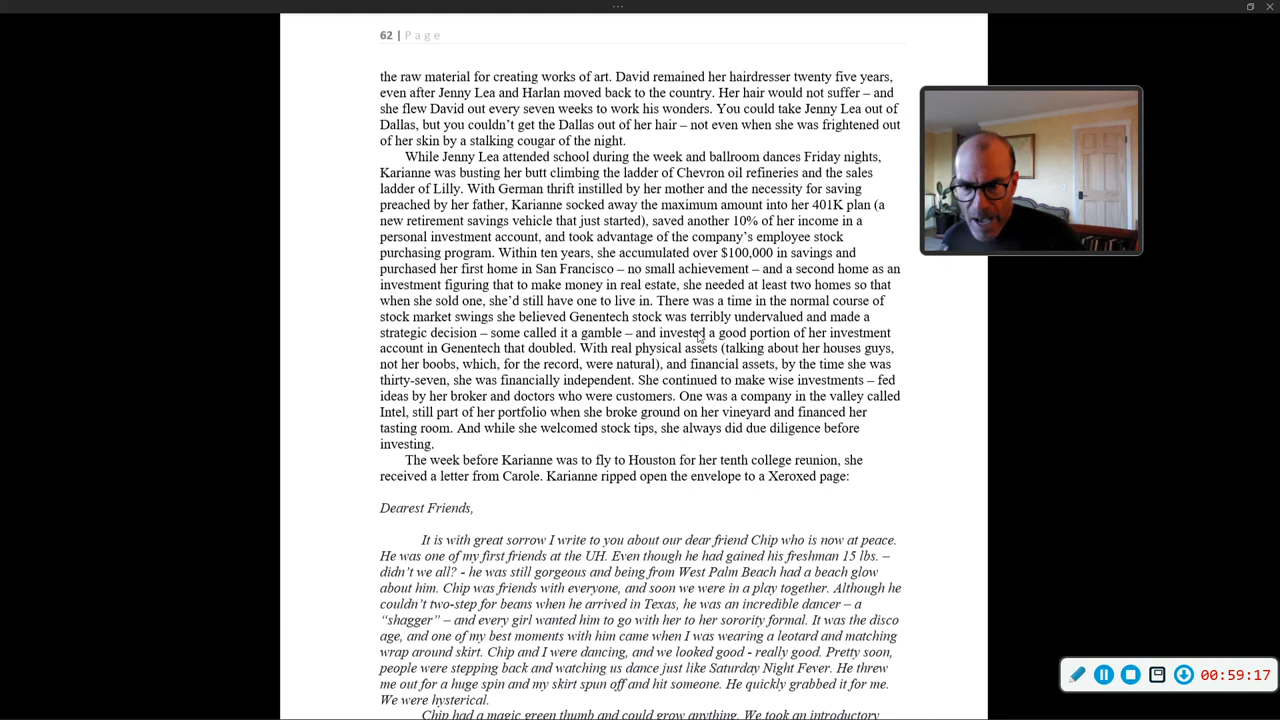 62 | Page
the raw material for creating works of art. David remained her hairdresser twenty five years,
even after Jenny Lea and Harlan moved back to the country. Her hair would not suffer – and
she flew David out every seven weeks to work his wonders. You could take Jenny Lea out of
Dallas, but you couldn’t get the Dallas out of her hair – not even when she was frightened out
of her skin by a stalking cougar of the night.
While Jenny Lea attended school during the week and ballroom dances Friday nights,
Karianne was busting her butt climbing the ladder of Chevron oil refineries and the sales
ladder of Lilly. With German thrift instilled by her mother and the necessity for saving
preached by her father, Karianne socked away the maximum amount into her 401K plan (a
new retirement savings vehicle that just started), saved another 10% of her income in a
personal investment account, and took advantage of the company’s employee stock
purchasing program. Within ten years, she accumulated over $100,000 in savings and
purchased her first home in San Francisco – no small achievement – and a second home as an
investment figuring that to make money in real estate, she needed at least two homes so that
when she sold one, she’d still have one to live in. There was a time in the normal course of
stock market swings she believed Genentech stock was terribly undervalued and made a
strategic decision – some called it a gamble – and invested a good portion of her investment
account in Genentech that doubled. With real physical assets (talking about her houses guys,
not her boobs, which, for the record, were natural), and financial assets, by the time she was
thirty-seven, she was financially independent. She continued to make wise investments – fed
ideas by her broker and doctors who were customers. One was a company in the valley called
Intel, still part of her portfolio when she broke ground on her vineyard and financed her
tasting room. And while she welcomed stock tips, she always did due diligence before
investing.
The week before Karianne was to fly to Houston for her tenth college reunion, she
received a letter from Carole. Karianne ripped open the envelope to a Xeroxed page:
Dearest Friends,
It is with great sorrow I write to you about our dear friend Chip who is now at peace.
He was one of my first friends at the UH. Even though he had gained his freshman 15 lbs. –
didn’t we all? - he was still gorgeous and being from West Palm Beach had a beach glow
about him. Chip was friends with everyone, and soon we were in a play together. Although he
couldn’t two-step for beans when he arrived in Texas, he was an incredible dancer – a
“shagger” – and every girl wanted him to go with her to her sorority formal. It was the disco
age, and one of my best moments with him came when I was wearing a leotard and matching
wrap around skirt. Chip and I were dancing, and we looked good - really good. Pretty soon,
people were stepping back and watching us dance just like Saturday Night Fever. He threw
me out for a huge spin and my skirt spun off and hit someone. He quickly grabbed it for me.
We were hysterical.
Chip had a magic green thumb and could grow anything. We took an introductory
00:59:17